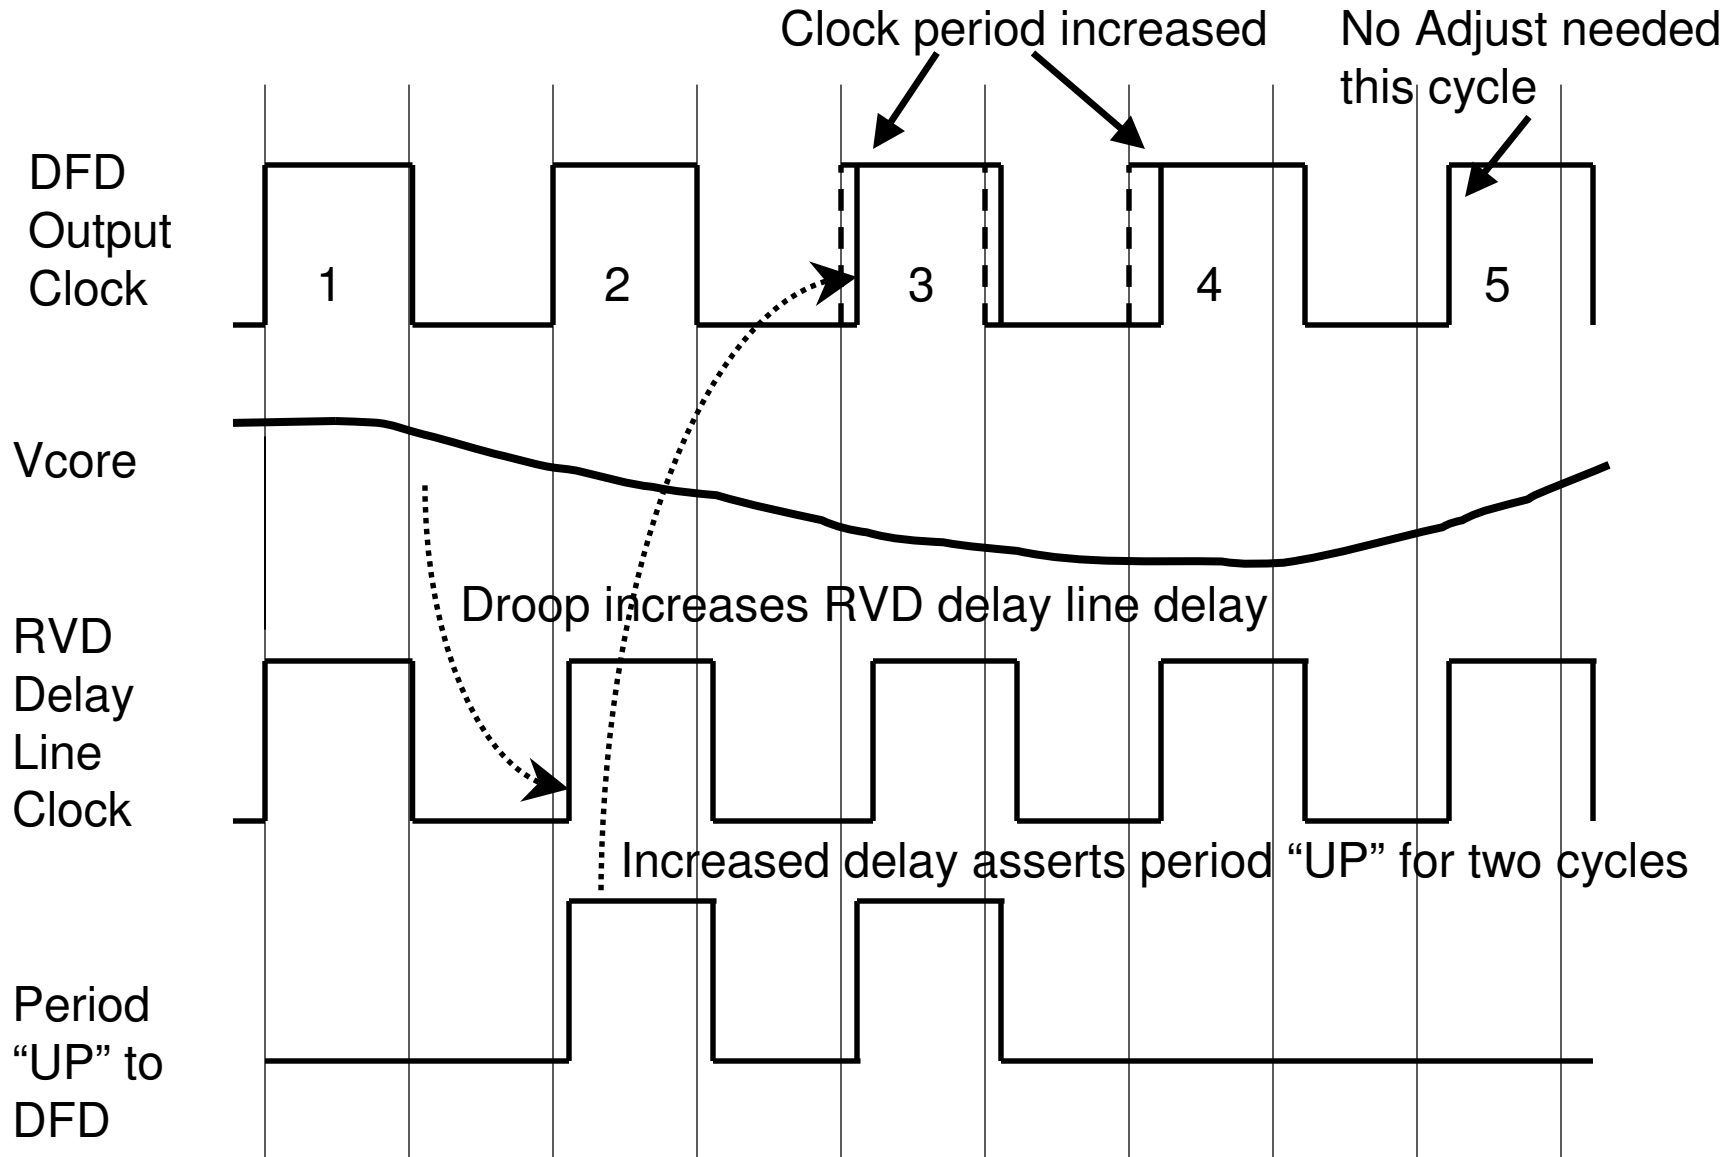 Clock period increased
No Adjust needed
this cycle
DFD
Output
Clock
1
2
3
4
5
Vcore
Droop increases RVD delay line delay
RVD
Delay
Line
Clock
Increased delay asserts period “UP” for two cycles
Period
“UP” to
DFD